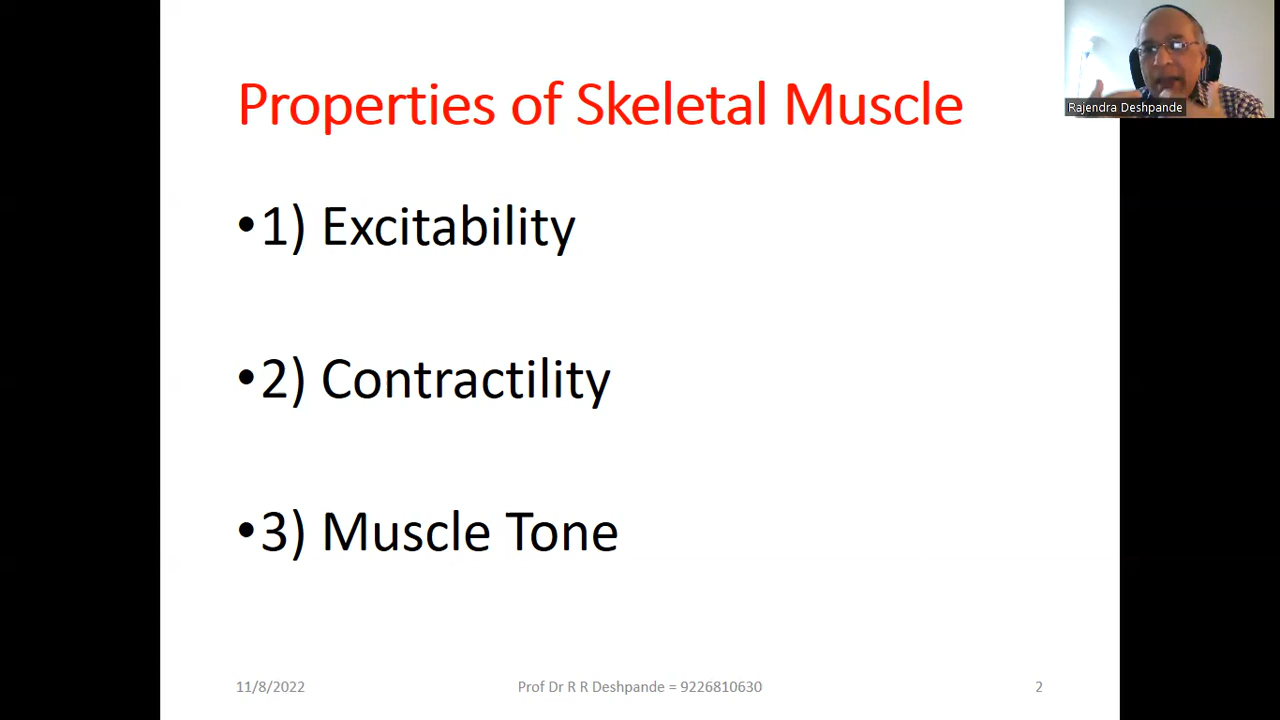 Properties of Skeletal Muscle
Rajendra Deshpande
•1) Excitability
•2) Contractility
•3) Muscle Tone
11/8/2022
Prof Dr R R Deshpande = 9226810630
2